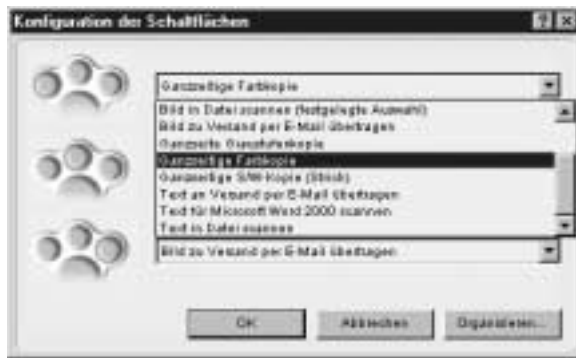 Konfiguration der Schaltflächen
Ganzseitige Farbkopie
Bild in Datei scannen (festgelegte Auswahl)
Bild zu Versand per E-Mail übertragen
Ganzseite Graustufenkopie
Ganzseitige Farbkopie
Ganzseitige S/W-Kopie (Strich)
Text an Versand per E-Mail übertragen
Text für Microsoft Word 2000 scannen
Text in Datei scannen
Bild zu Versand per E-Mail übertragen
OK
Abbrechen
Organisieren...